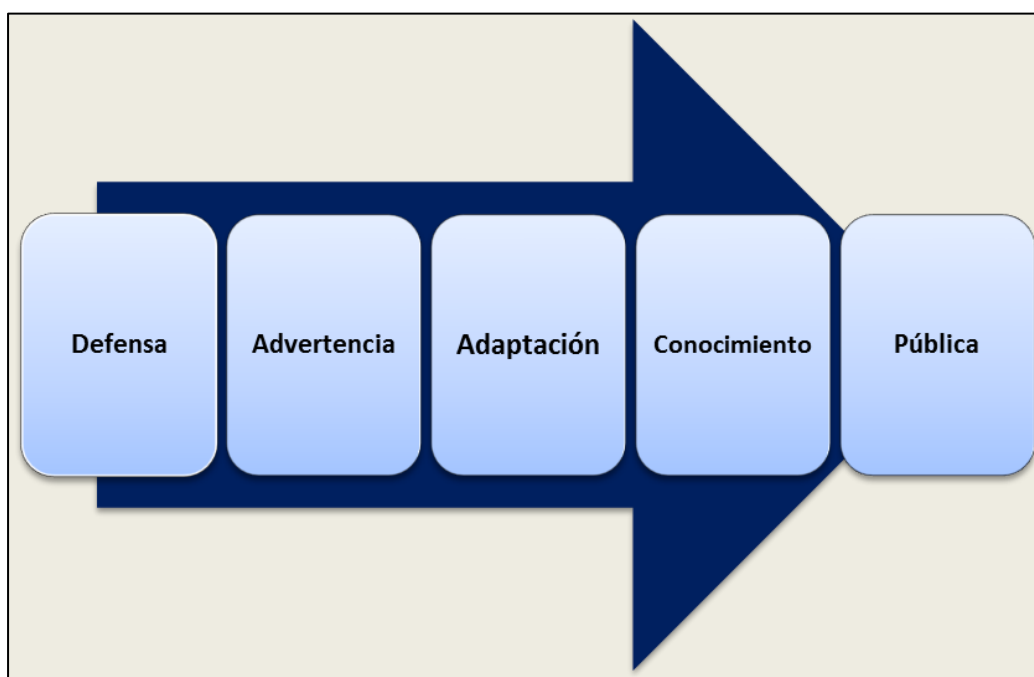 Defensa
Advertencia
Adaptación
Conocimiento
Pública